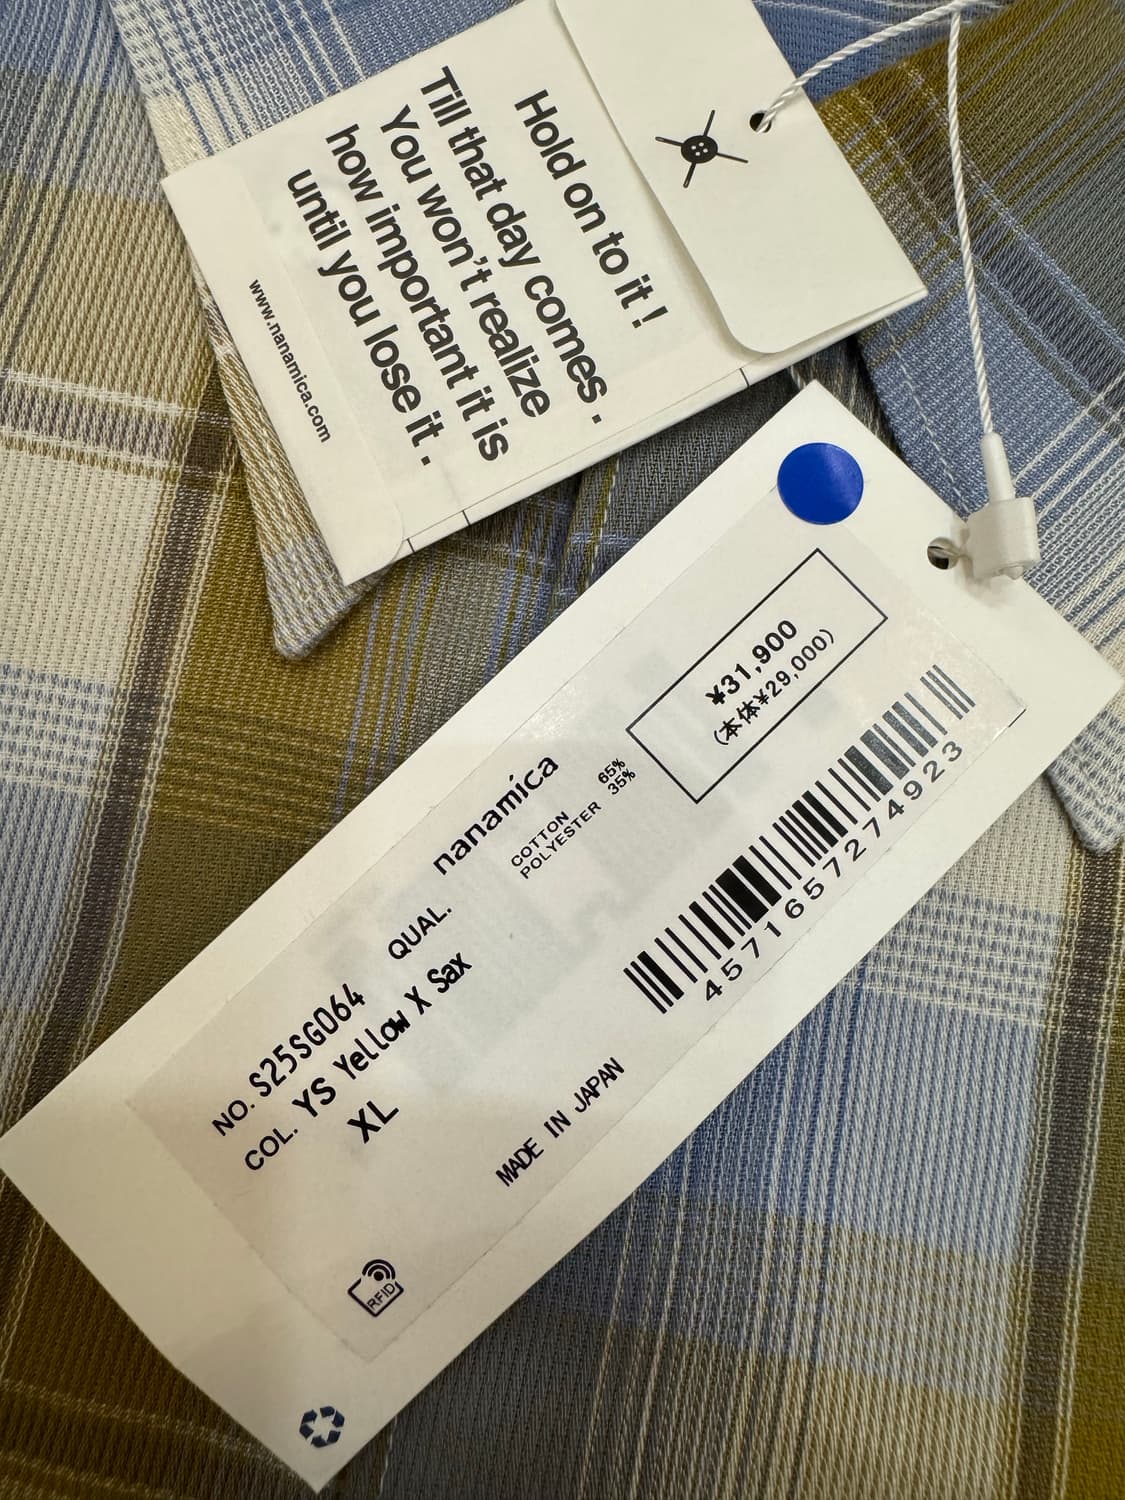 Hold on to it !
Till that day comes .
You won't realize
how important it is
until you lose it .
www.nanamica.com
¥31,900
(本体¥29,000)
nanamica
COTTON 65%
POLYESTER 35%
NO. S25SG064 QUAL.
COL. YS Yellow X Sax
XL
4571657274923
MADE IN JAPAN
RFID